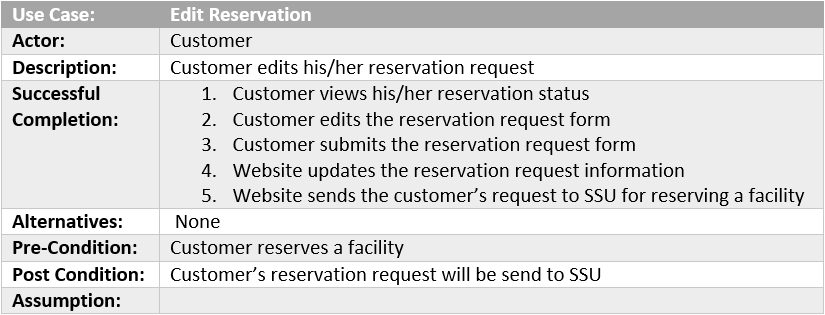 Use Case: Edit Reservation
Actor: Customer
Description: Customer edits his/her reservation request
Successful Completion: 1. Customer views his/her reservation status
2. Customer edits the reservation request form
3. Customer submits the reservation request form
4. Website updates the reservation request information
5. Website sends the customer's request to SSU for reserving a facility
Alternatives: None
Pre-Condition: Customer reserves a facility
Post Condition: Customer's reservation request will be send to SSU
Assumption: